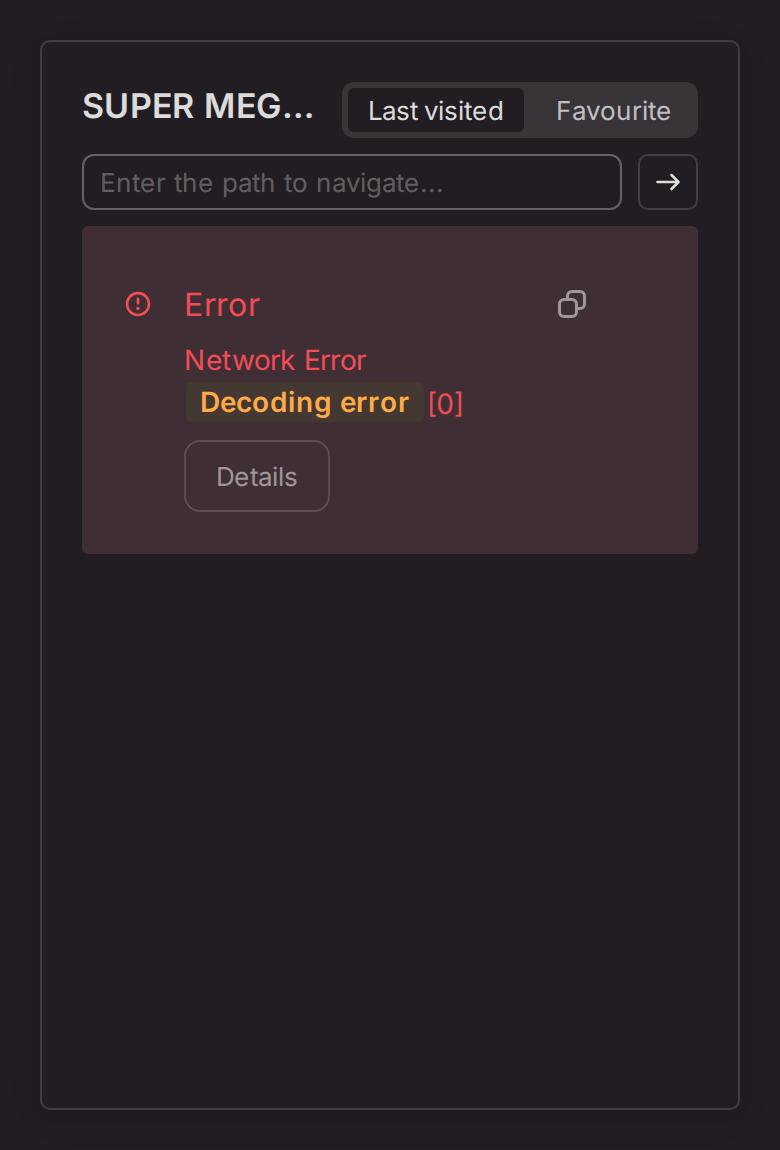 SUPER MEG...
Last visited
Favourite
Enter the path to navigate...
Error
Network Error
Decoding error [0]
Details